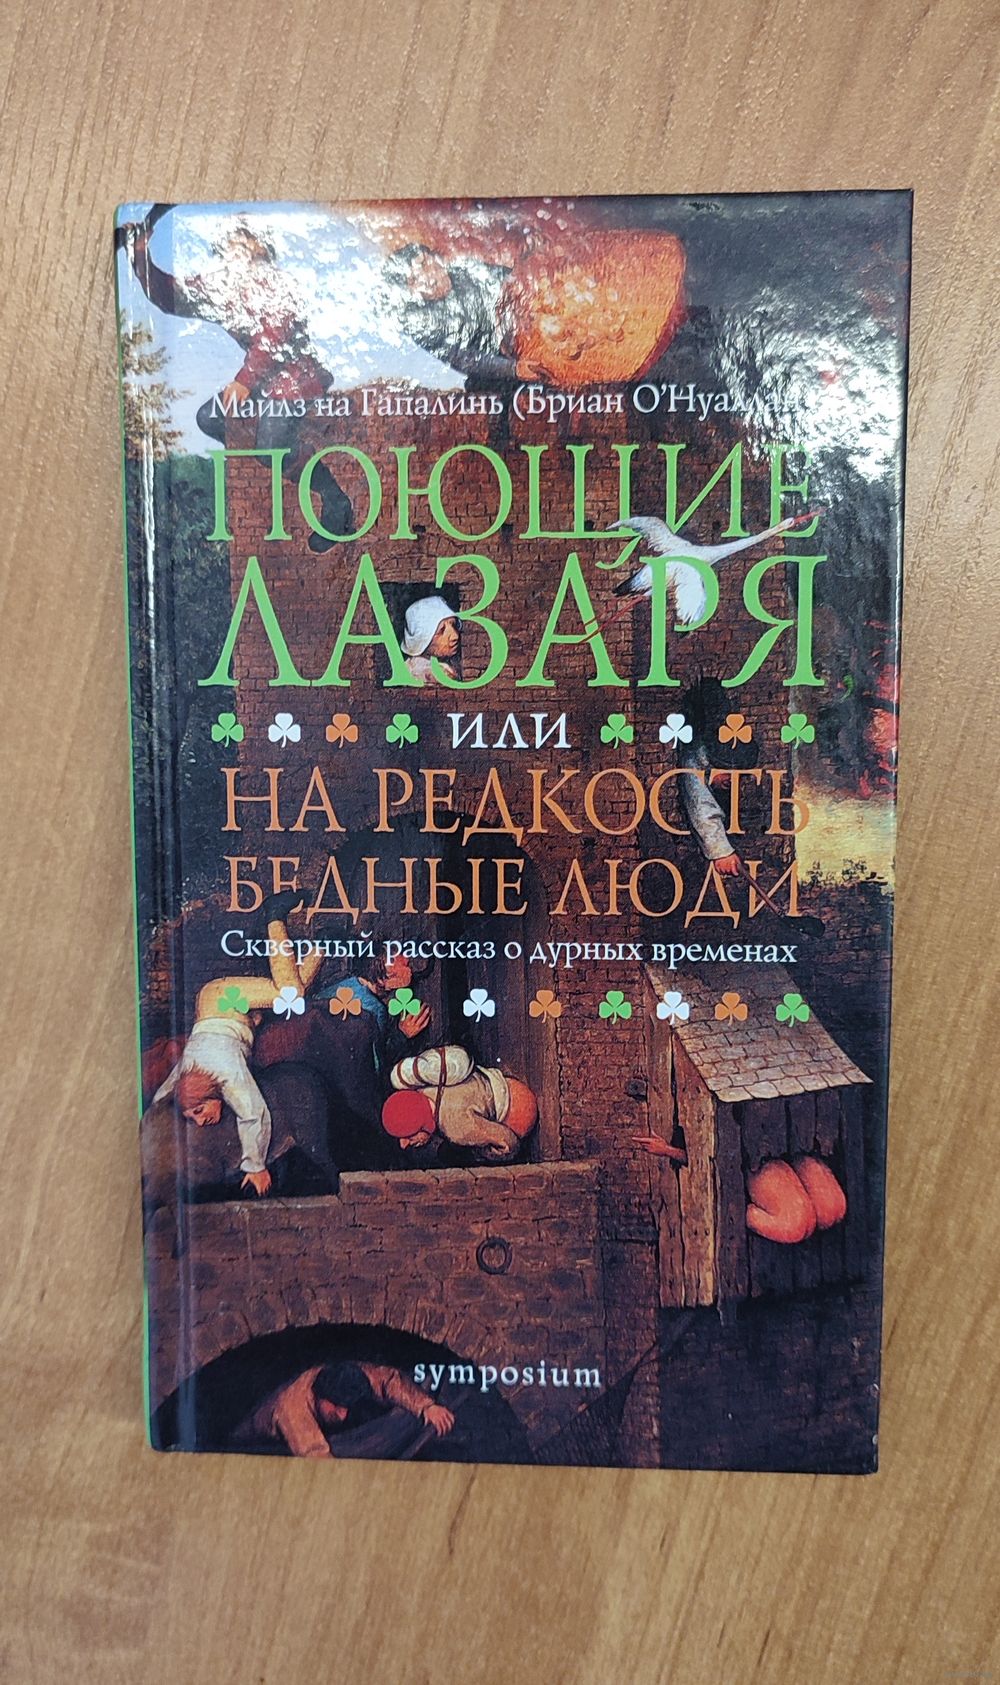 Майлз на Гапалинь (Бриан О'Нуаллан
ПОЮЩИЕ
ЛАЗАРЯ,
или
НА РЕДКОСТЬ
БЕДНЫЕ ЛЮДИ
Скверный рассказ о дурных временах
symposium